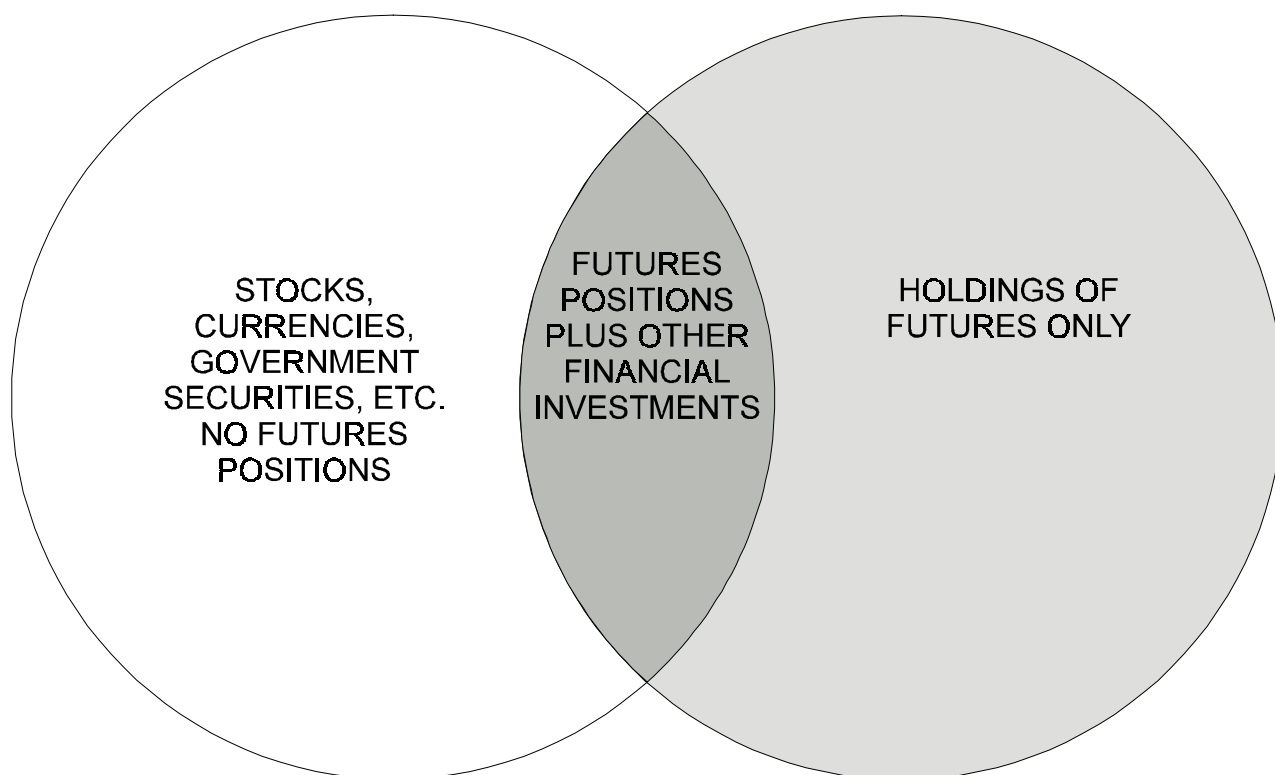 STOCKS,
CURRENCIES,
GOVERNMENT
SECURITIES, ETC.
NO FUTURES
POSITIONS
FUTURES
POSITIONS
PLUS OTHER
FINANCIAL
INVESTMENTS
HOLDINGS OF
FUTURES ONLY